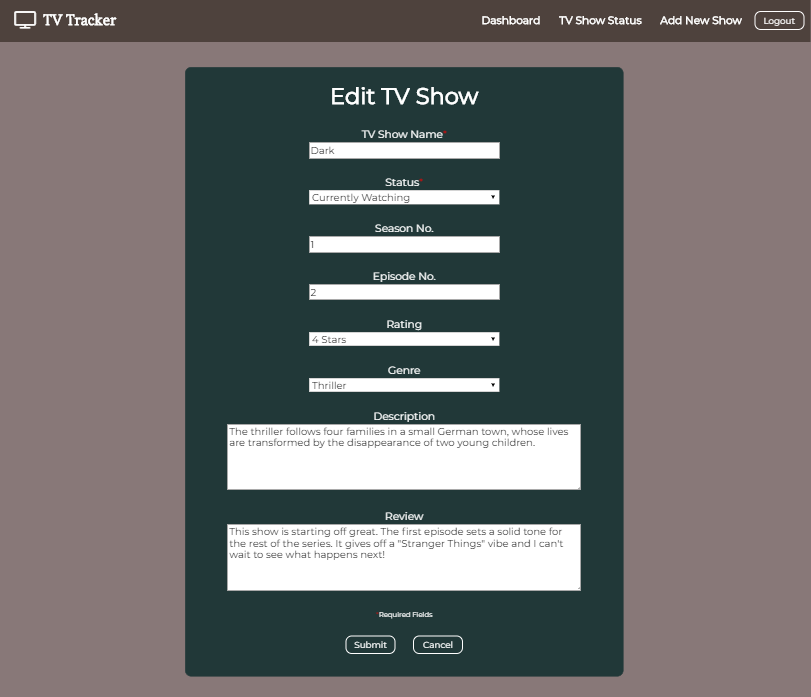 TV Tracker
Dashboard
TV Show Status
Add New Show
Logout
Edit TV Show
TV Show Name*
Dark
Status*
Currently Watching
Season No.
1
Episode No.
2
Rating
4 Stars
Genre
Thriller
Description
The thriller follows four families in a small German town, whose lives
are transformed by the disappearance of two young children.
Review
This show is starting off great. The first episode sets a solid tone for
the rest of the series. It gives off a "Stranger Things" vibe and I can't
wait to see what happens next!
*Required Fields
Submit
Cancel